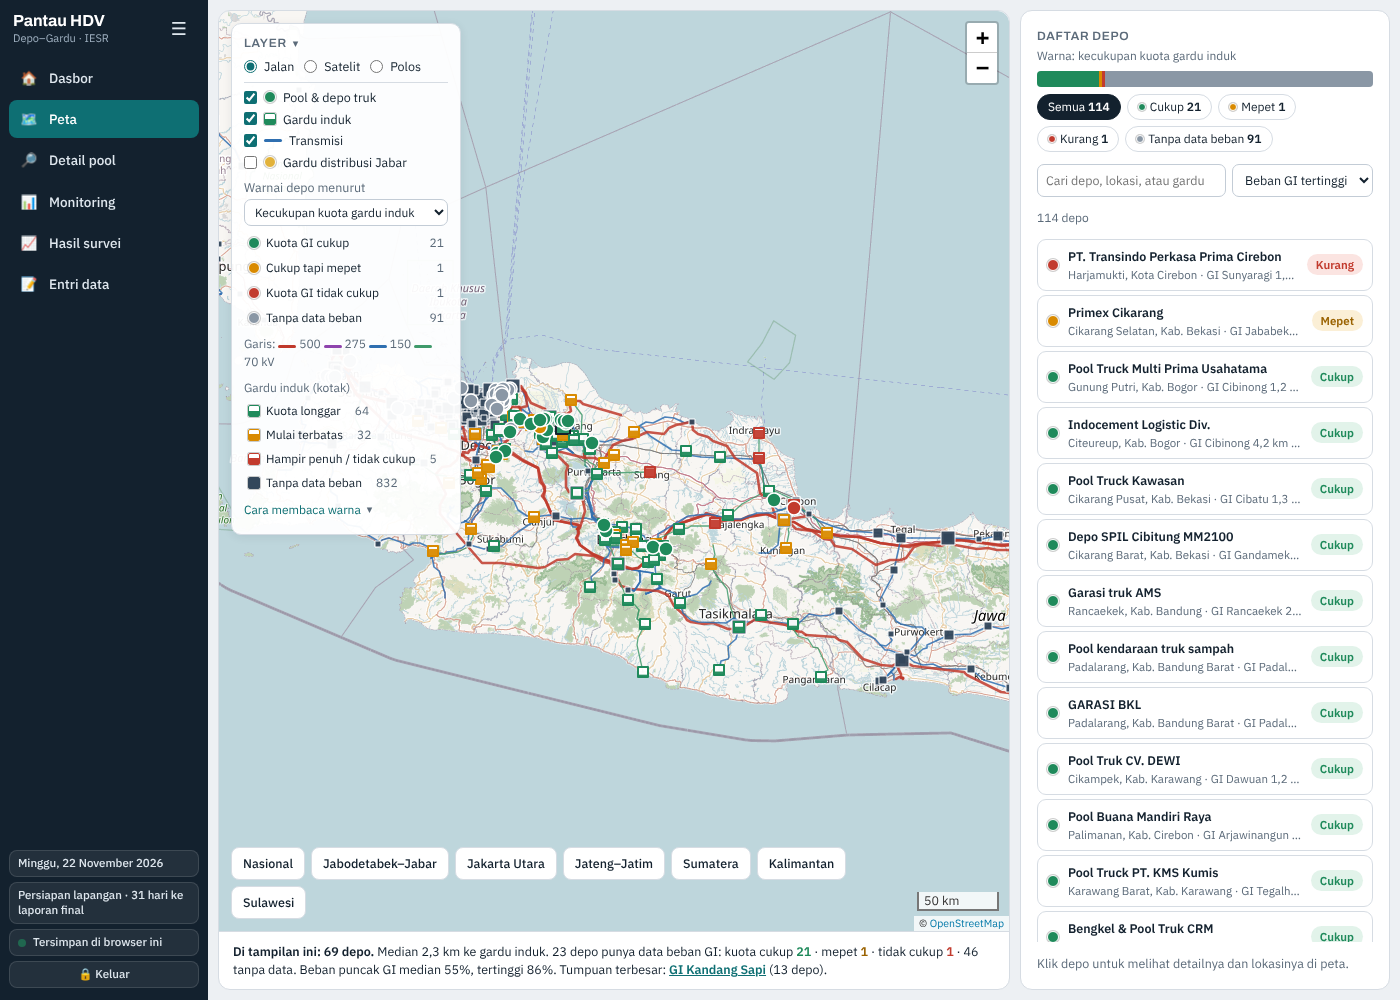 Pantau HDV
Depo–Gardu · IESR
☰
Dasbor
Peta
Detail pool
Monitoring
Hasil survei
Entri data
Minggu, 22 November 2026
Persiapan lapangan · 31 hari ke
laporan final
Tersimpan di browser ini
Keluar
LAYER ▾
Jalan Satelit Polos
Pool & depo truk
Gardu induk
Transmisi
Gardu distribusi Jabar
Warnai depo menurut
Kecukupan kuota gardu induk
Kuota GI cukup 21
Cukup tapi mepet 1
Kuota GI tidak cukup 1
Tanpa data beban 91
Garis: 500 275 150
70 kV
Gardu induk (kotak)
Kuota longgar 64
Mulai terbatas 32
Hampir penuh / tidak cukup 5
Tanpa data beban 832
Cara membaca warna ▾
+
−
Cianjur
Sukabumi
Garut
Tasikmalaya
Tegal
Purwokert
Jawa
Cilacap
Kebume
Nasional
Jabodetabek–Jabar
Jakarta Utara
Jateng–Jatim
Sumatera
Kalimantan
Sulawesi
50 km
© OpenStreetMap
Di tampilan ini: 69 depo. Median 2,3 km ke gardu induk. 23 depo punya data beban GI: kuota cukup 21 · mepet 1 · tidak cukup 1 · 46
tanpa data. Beban puncak GI median 55%, tertinggi 86%. Tumpuan terbesar: GI Kandang Sapi (13 depo).
DAFTAR DEPO
Warna: kecukupan kuota gardu induk
Semua 114
Cukup 21
Mepet 1
Kurang 1
Tanpa data beban 91
Cari depo, lokasi, atau gardu
Beban GI tertinggi
114 depo
PT. Transindo Perkasa Prima Cirebon
Harjamukti, Kota Cirebon · GI Sunyaragi 1,...
Kurang
Primex Cikarang
Cikarang Selatan, Kab. Bekasi · GI Jababek...
Mepet
Pool Truck Multi Prima Usahatama
Gunung Putri, Kab. Bogor · GI Cibinong 1,2 ...
Cukup
Indocement Logistic Div.
Citeureup, Kab. Bogor · GI Cibinong 4,2 km ...
Cukup
Pool Truck Kawasan
Cikarang Pusat, Kab. Bekasi · GI Cibatu 1,3 ...
Cukup
Depo SPIL Cibitung MM2100
Cikarang Barat, Kab. Bekasi · GI Gandamek...
Cukup
Garasi truk AMS
Rancaekek, Kab. Bandung · GI Rancaekek 2...
Cukup
Pool kendaraan truk sampah
Padalarang, Kab. Bandung Barat · GI Padal...
Cukup
GARASI BKL
Padalarang, Kab. Bandung Barat · GI Padal...
Cukup
Pool Truk CV. DEWI
Cikampek, Kab. Karawang · GI Dawuan 1,2 ...
Cukup
Pool Buana Mandiri Raya
Palimanan, Kab. Cirebon · GI Arjawinangun ...
Cukup
Pool Truck PT. KMS Kumis
Karawang Barat, Kab. Karawang · GI Tegalh...
Cukup
Bengkel & Pool Truk CRM
Cukup
Klik depo untuk melihat detailnya dan lokasinya di peta.